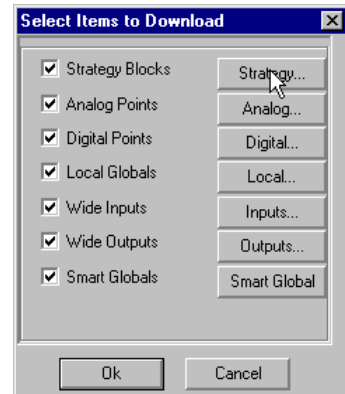 Select Items to Download
Strategy Blocks Strategy...
Analog Points Analog...
Digital Points Digital...
Local Globals Local...
Wide Inputs Inputs...
Wide Outputs Outputs...
Smart Globals Smart Global
Ok Cancel